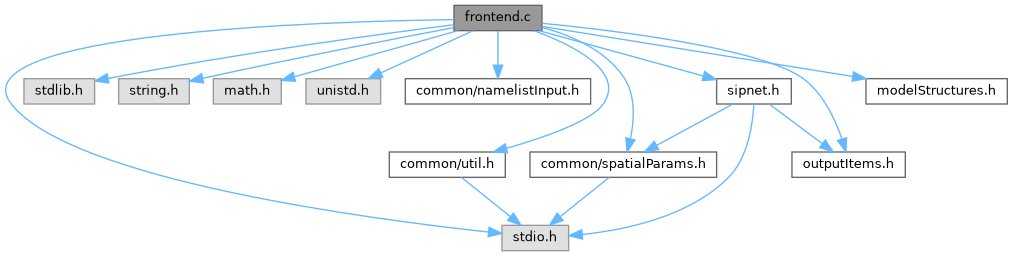 frontend.c
stdlib.h
string.h
math.h
unistd.h
common/namelistInput.h
sipnet.h
modelStructures.h
common/util.h
common/spatialParams.h
outputItems.h
stdio.h